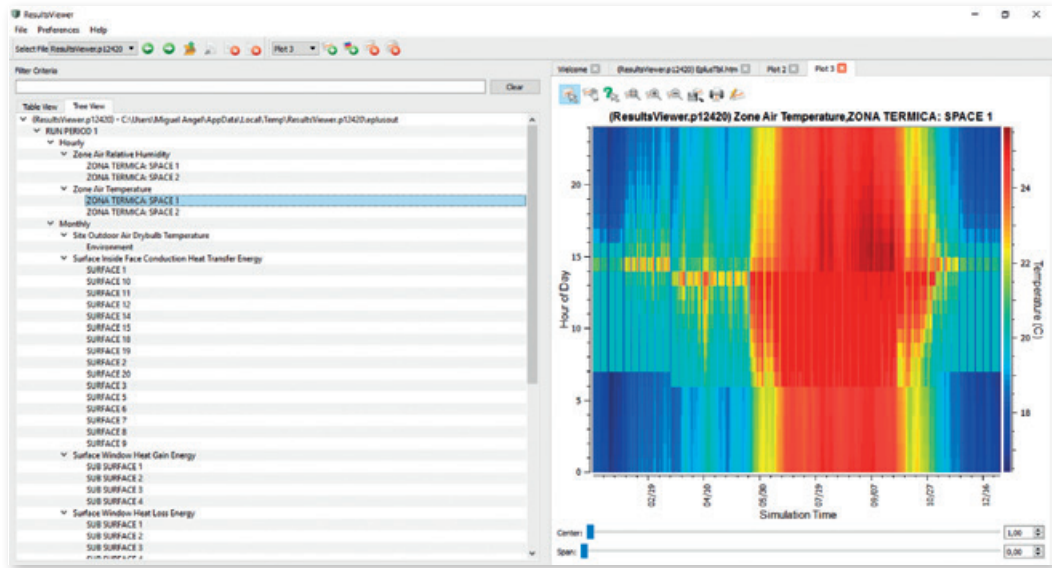 ResultsViewer
File Preferences Help
Select File ResultsViewer.p12420 Plot 3
Filter Criteria
Clear
Table View Tree View
(ResultsViewer.p12420) - C:\Users\Miguel Angel\AppData\Local\Temp\ResultsViewer.p12420\eplusout
RUN PERIOD 1
Hourly
Zone Air Relative Humidity
ZONA TERMICA: SPACE 1
ZONA TERMICA: SPACE 2
Zone Air Temperature
ZONA TERMICA: SPACE 1
ZONA TERMICA: SPACE 2
Monthly
Site Outdoor Air Drybulb Temperature
Environment
Surface Inside Face Conduction Heat Transfer Energy
SURFACE 1
SURFACE 10
SURFACE 11
SURFACE 12
SURFACE 14
SURFACE 15
SURFACE 18
SURFACE 19
SURFACE 2
SURFACE 20
SURFACE 3
SURFACE 5
SURFACE 6
SURFACE 7
SURFACE 8
SURFACE 9
Surface Window Heat Gain Energy
SUB SURFACE 1
SUB SURFACE 2
SUB SURFACE 3
SUB SURFACE 4
Surface Window Heat Loss Energy
SUB SURFACE 1
SUB SURFACE 2
SUB SURFACE 3
Welcome (ResultsViewer.p12420) EplusTbl.htm Plot 2 Plot 3
(ResultsViewer.p12420) Zone Air Temperature,ZONA TERMICA: SPACE 1
Hour of Day
20
15
10
5
0
02/19 04/10 05/30 07/19 09/07 10/27 12/16
Simulation Time
24
22
20
18
Temperature (C)
Center: 1,00
Span: 0,00